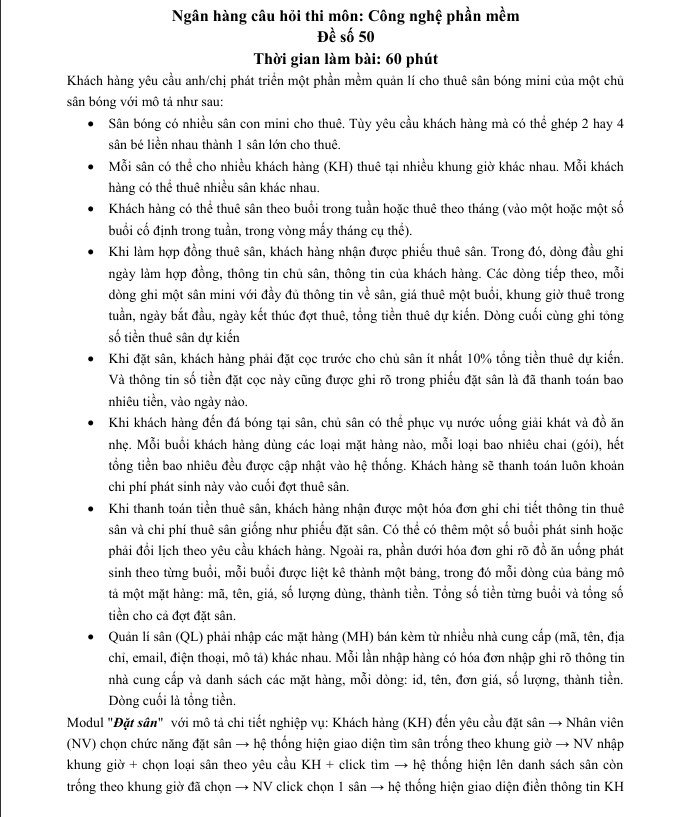 Ngân hàng câu hỏi thi môn: Công nghệ phần mềm
Đề số 50
Thời gian làm bài: 60 phút
Khách hàng yêu cầu anh/chị phát triển một phần mềm quản lí cho thuê sân bóng mini của một chủ
sân bóng với mô tả như sau:
• Sân bóng có nhiều sân con mini cho thuê. Tùy yêu cầu khách hàng mà có thể ghép 2 hay 4
sân bé liền nhau thành 1 sân lớn cho thuê.
• Mỗi sân có thể cho nhiều khách hàng (KH) thuê tại nhiều khung giờ khác nhau. Mỗi khách
hàng có thể thuê nhiều sân khác nhau.
• Khách hàng có thể thuê sân theo buổi trong tuần hoặc thuê theo tháng (vào một hoặc một số
buổi cố định trong tuần, trong vòng mấy tháng cụ thể).
• Khi làm hợp đồng thuê sân, khách hàng nhận được phiếu thuê sân. Trong đó, dòng đầu ghi
ngày làm hợp đồng, thông tin chủ sân, thông tin của khách hàng. Các dòng tiếp theo, mỗi
dòng ghi một sân mini với đầy đủ thông tin về sân, giá thuê một buổi, khung giờ thuê trong
tuần, ngày bắt đầu, ngày kết thúc đợt thuê, tổng tiền thuê dự kiến. Dòng cuối cùng ghi tổng
số tiền thuê sân dự kiến
• Khi đặt sân, khách hàng phải đặt cọc trước cho chủ sân ít nhất 10% tổng tiền thuê dự kiến.
Và thông tin số tiền đặt cọc này cũng được ghi rõ trong phiếu đặt sân là đã thanh toán bao
nhiêu tiền, vào ngày nào.
• Khi khách hàng đến đá bóng tại sân, chủ sân có thể phục vụ nước uống giải khát và đồ ăn
nhẹ. Mỗi buổi khách hàng dùng các loại mặt hàng nào, mỗi loại bao nhiêu chai (gói), hết
tổng tiền bao nhiêu đều được cập nhật vào hệ thống. Khách hàng sẽ thanh toán luôn khoản
chi phí phát sinh này vào cuối đợt thuê sân.
• Khi thanh toán tiền thuê sân, khách hàng nhận được một hóa đơn ghi chi tiết thông tin thuê
sân và chi phí thuê sân giống như phiếu đặt sân. Có thể có thêm một số buổi phát sinh hoặc
phải đổi lịch theo yêu cầu khách hàng. Ngoài ra, phần dưới hóa đơn ghi rõ đồ ăn uống phát
sinh theo từng buổi, mỗi buổi được liệt kê thành một bảng, trong đó mỗi dòng của bảng mô
tả một mặt hàng: mã, tên, giá, số lượng dùng, thành tiền. Tổng số tiền từng buổi và tổng số
tiền cho cả đợt đặt sân.
• Quản lí sân (QL) phải nhập các mặt hàng (MH) bán kèm từ nhiều nhà cung cấp (mã, tên, địa
chỉ, email, điện thoại, mô tả) khác nhau. Mỗi lần nhập hàng có hóa đơn nhập ghi rõ thông tin
nhà cung cấp và danh sách các mặt hàng, mỗi dòng: id, tên, đơn giá, số lượng, thành tiền.
Dòng cuối là tổng tiền.
Modul "Đặt sân" với mô tả chi tiết nghiệp vụ: Khách hàng (KH) đến yêu cầu đặt sân → Nhân viên
(NV) chọn chức năng đặt sân → hệ thống hiện giao diện tìm sân trống theo khung giờ → NV nhập
khung giờ + chọn loại sân theo yêu cầu KH + click tìm → hệ thống hiện lên danh sách sân còn
trống theo khung giờ đã chọn → NV click chọn 1 sân → hệ thống hiện giao diện điền thông tin KH